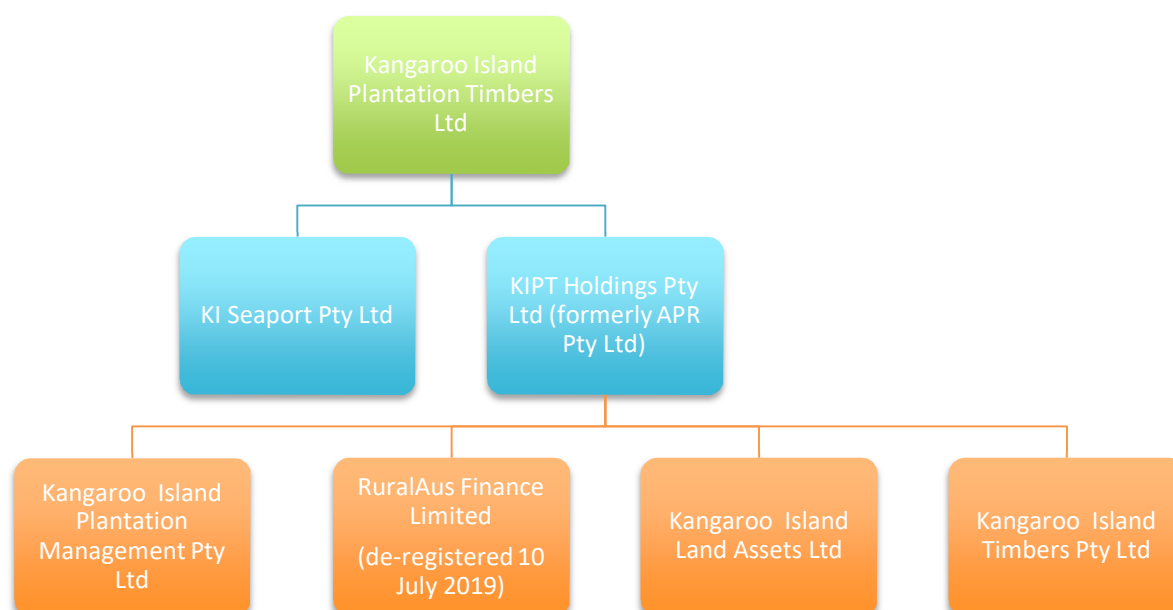 Kangaroo Island
Plantation Timbers
Ltd
KI Seaport Pty Ltd
KIPT Holdings Pty
Ltd (formerly APR
Pty Ltd)
Kangaroo  Island
Plantation
Management Pty
Ltd
RuralAus Finance
Limited
(de-registered 10
July 2019)
Kangaroo  Island
Land Assets Ltd
Kangaroo  Island
Timbers Pty Ltd